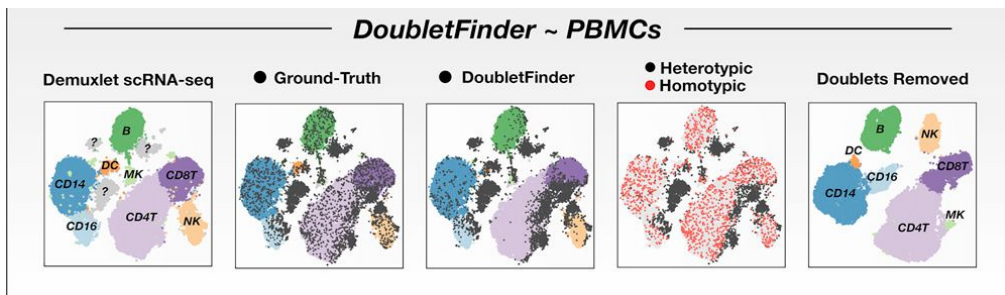 DoubletFinder ~ PBMCs
Demuxlet scRNA-seq
Ground-Truth
DoubletFinder
Heterotypic
Homotypic
Doublets Removed
?
B
?
DC
MK
CD14
?
CD8T
CD16
CD4T
NK
B
NK
DC
CD8T
CD16
CD14
MK
CD4T